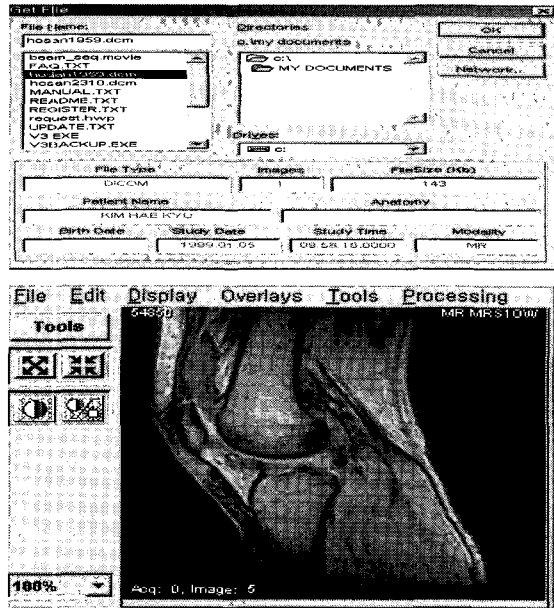 Get File
File Name:
Directories:
OK
hosan1959.dcm
c:\my documents
Cancel
beam_seq.movie
c:\
Network...
FAQ.TXT
MY DOCUMENTS
hosan1959.dcm
hosan2310.dcm
MANUAL.TXT
README.TXT
REGISTER.TXT
request.hwp
UPDATE.TXT
Drives:
V3.EXE
c:
V3BACKUP.EXE
File Type
Images
FileSize (Kb)
DICOM
1
143
Patient Name
Anatomy
KIM HAE KYU
Birth Date
Study Date
Study Time
Modality
1999.01.05
MR
File Edit Display Overlays Tools Processing
Tools
54850
MR MRS10W
100%
Acq: 0, Image: 5